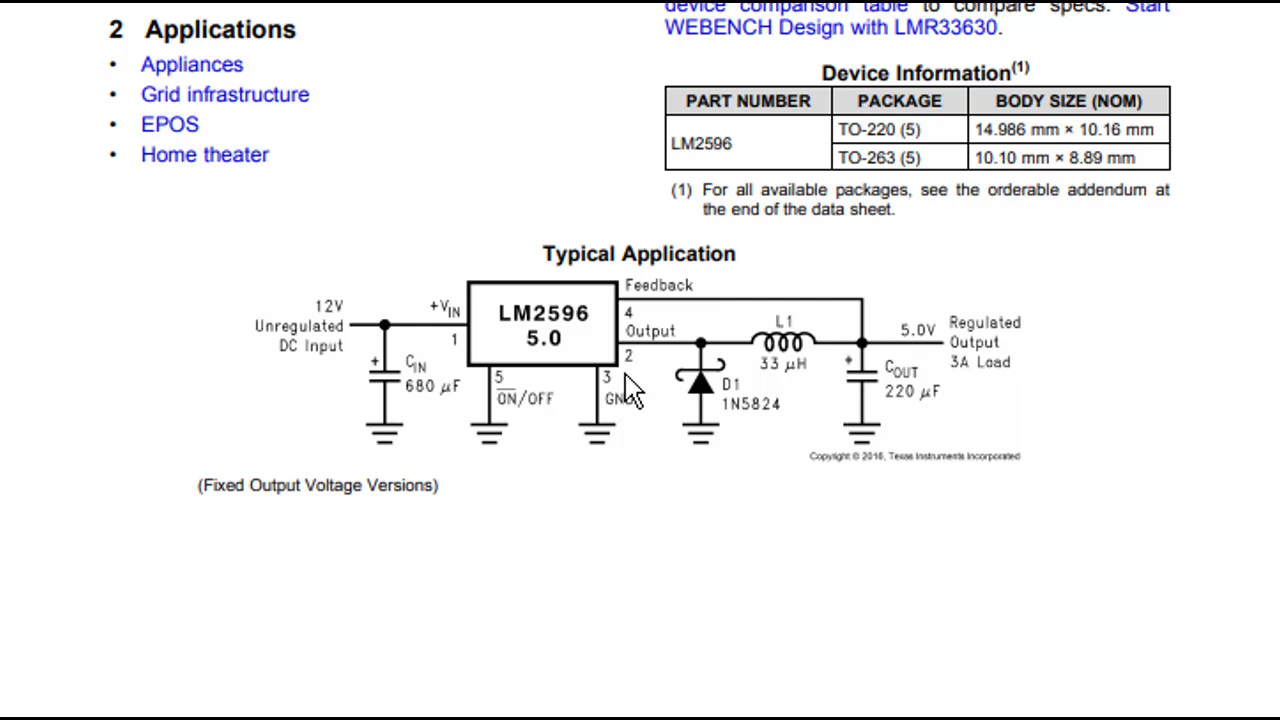 device comparison table to compare specs. Start
WEBENCH Design with LMR33630.
2 Applications
• Appliances
• Grid infrastructure
• EPOS
• Home theater
Device Information(1)
PART NUMBER PACKAGE BODY SIZE (NOM)
LM2596 TO-220 (5) 14.986 mm × 10.16 mm
TO-263 (5) 10.10 mm × 8.89 mm
(1) For all available packages, see the orderable addendum at
the end of the data sheet.
Typical Application
12V
Unregulated
DC Input
+VIN
1
CIN
680 μF
+
LM2596
5.0
5
ON/OFF
3
Feedback
4
Output
2
D1
1N5824
L1
33 μH
+
COUT
220 μF
5.0V
Regulated
Output
3A Load
Copyright © 2016, Texas Instruments Incorporated
(Fixed Output Voltage Versions)